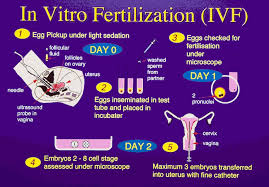 In Vitro Fertilization (IVF)
1 Egg Pickup under light sedation
follicular
fluid
follicles
on ovary
uterus
needle
ultrasound
probe in
vagina
DAY 0
washed
sperm
from
partner
2 Eggs inseminated in test
tube and placed in
incubater
3 Eggs checked for
fertilisation
under
microscope
DAY 1
2
pronuclei
DAY 2
4 Embryos 2 - 8 cell stage
assessed under microscope
5
cervix
vagina
Maximum 3 embryos transferred
into uterus with fine catheter